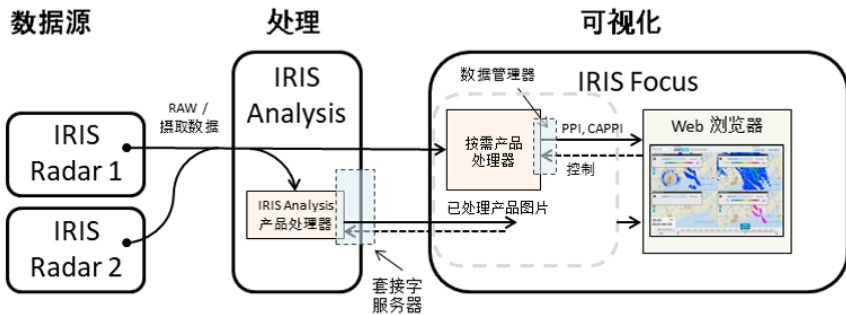 数据源
处理
可视化
IRIS
Analysis
数据管理器
IRIS Focus
RAW /
摄取数据
IRIS
Radar 1
按需产品
处理器
PPI, CAPPI
控制
Web 浏览器
IRIS Analysis
产品处理器
已处理产品图片
IRIS
Radar 2
套接字
服务器